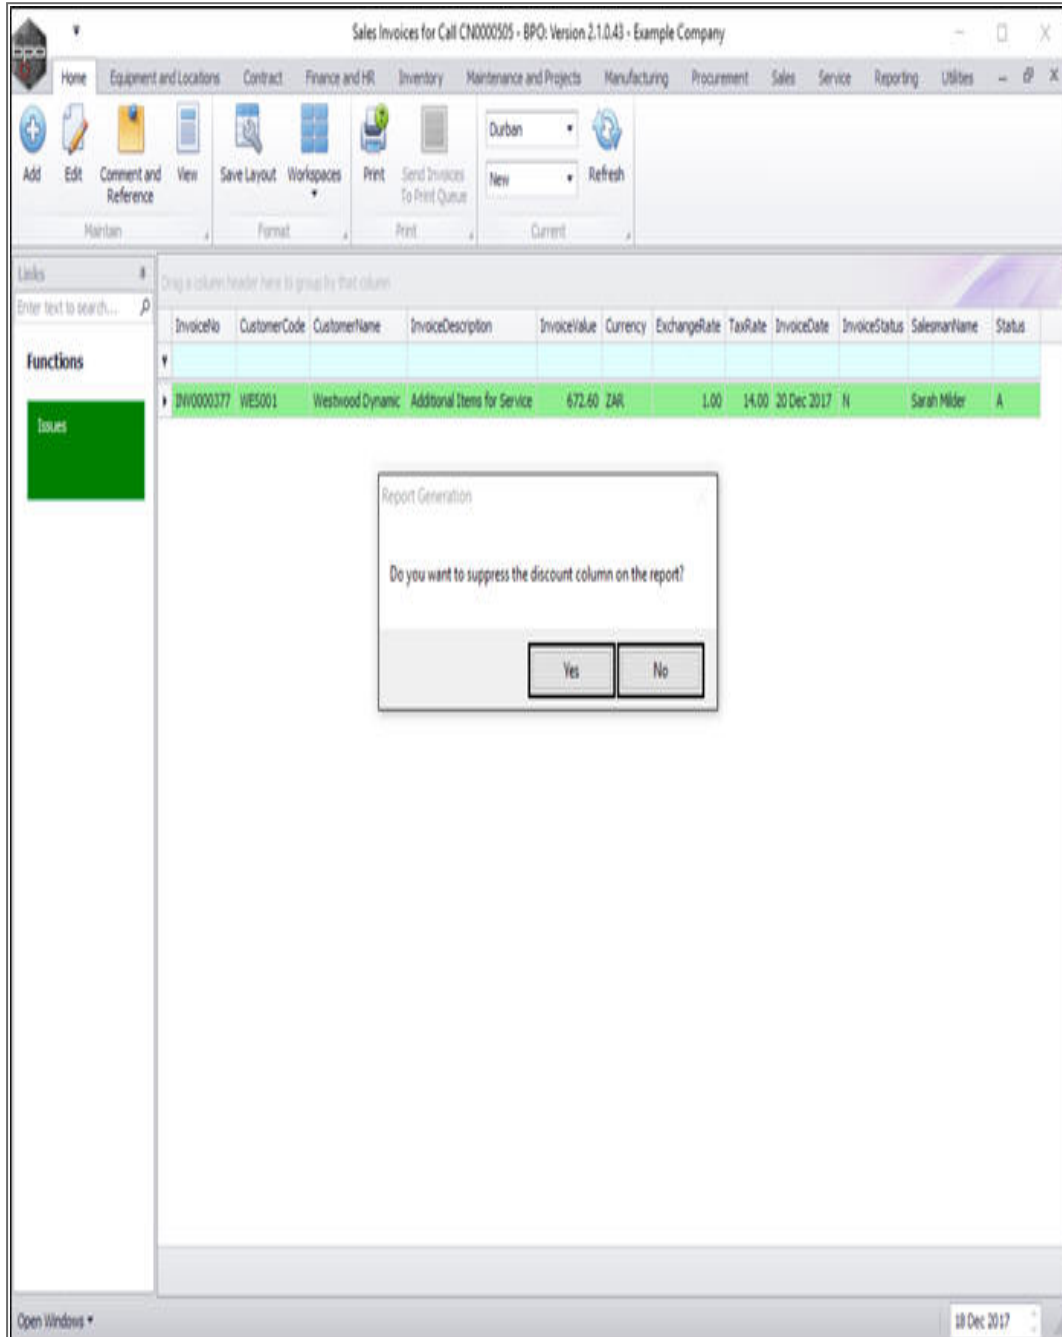 Sales Invoices for Call CN0000505 - BPO: Version 2.1.0.43 - Example Company
bpo
Home Equipment and Locations Contract Finance and HR Inventory Maintenance and Projects Manufacturing Procurement Sales Service Reporting Utilities
Add Edit Comment and Reference View Save Layout Workspaces Print Send Invoices To Print Queue Durban New Refresh
Maintain Format Print Current
Links
Enter text to search...
Drag a column header here to group by that column
InvoiceNo CustomerCode CustomerName InvoiceDescription InvoiceValue Currency ExchangeRate TaxRate InvoiceDate InvoiceStatus SalesmanName Status
Functions
INV0000377 WES001 Westwood Dynamic Additional Items for Service 672.60 ZAR 1.00 14.00 20 Dec 2017 N Sarah Milder A
Issues
Report Generation
Do you want to suppress the discount column on the report?
Yes No
Open Windows
18 Dec 2017